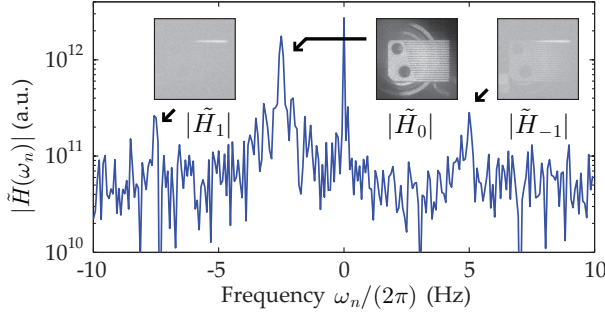 10^12
10^11
10^10
|H̃(ω_n)| (a.u.)
|H̃_1|
|H̃_0|
|H̃_{-1}|
-10 -5 0 5 10
Frequency ω_n/(2π) (Hz)